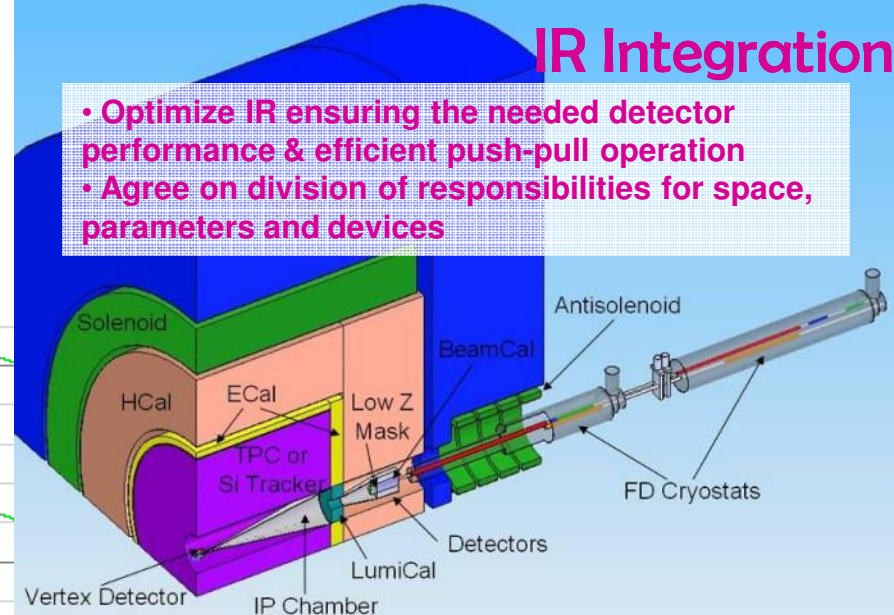 IR Integration
• Optimize IR ensuring the needed detector
performance & efficient push-pull operation
• Agree on division of responsibilities for space,
parameters and devices
Antisolenoid
Solenoid
BeamCal
HCal
ECal
Low Z
Mask
TPC or
Si Tracker
FD Cryostats
Detectors
LumiCal
Vertex Detector
IP Chamber